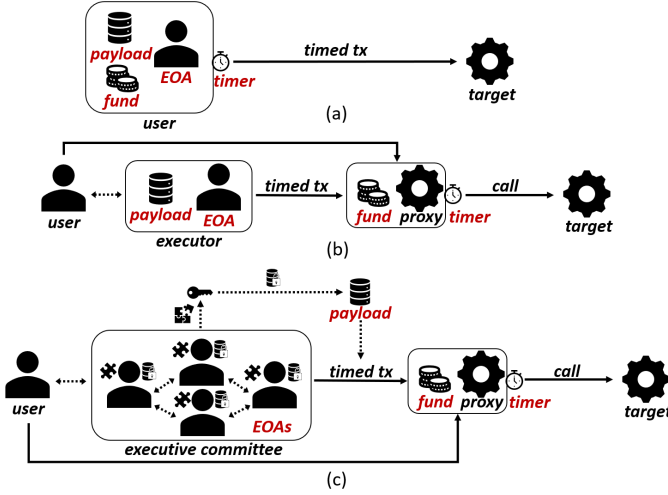 payload
EOA
fund
timer
user
timed tx
target
(a)
user
payload
EOA
executor
timed tx
fund
proxy
timer
call
target
(b)
payload
user
EOAs
executive committee
timed tx
fund
proxy
timer
call
target
(c)